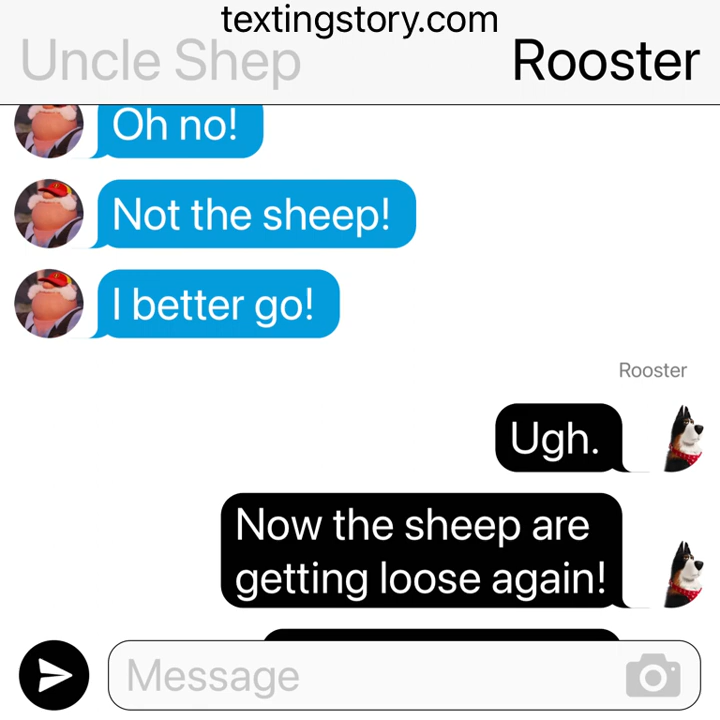 textingstory.com
Uncle Shep
Rooster
Oh no!
Not the sheep!
I better go!
Rooster
Ugh.
Now the sheep are
getting loose again!
Message